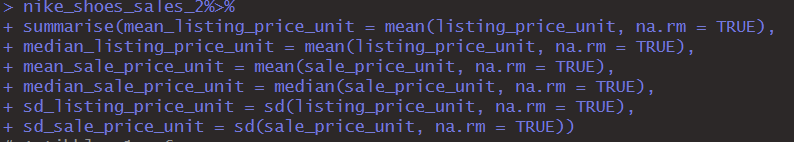 > nike_shoes_sales_2%>%
+ summarise(mean_listing_price_unit = mean(listing_price_unit, na.rm = TRUE),
+ median_listing_price_unit = mean(listing_price_unit, na.rm = TRUE),
+ mean_sale_price_unit = mean(sale_price_unit, na.rm = TRUE),
+ median_sale_price_unit = median(sale_price_unit, na.rm = TRUE),
+ sd_listing_price_unit = sd(listing_price_unit, na.rm = TRUE),
+ sd_sale_price_unit = sd(sale_price_unit, na.rm = TRUE))